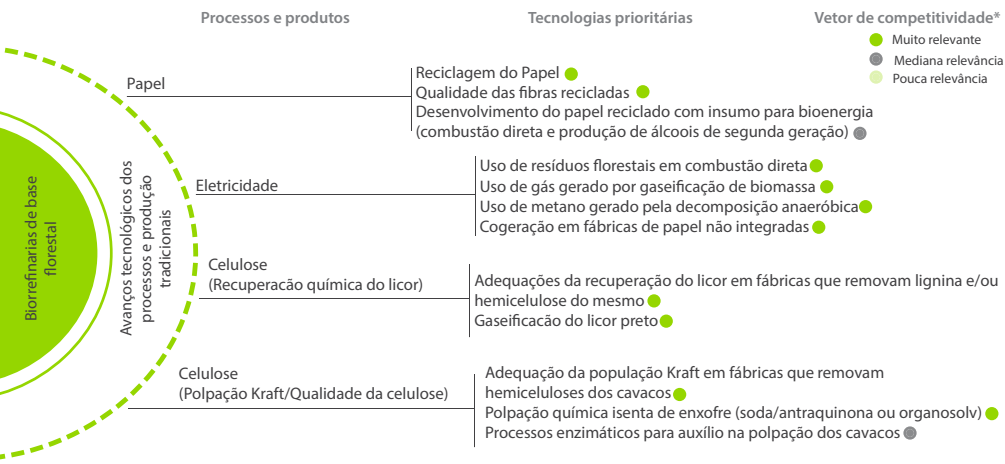 Processos e produtos
Tecnologias prioritárias
Vetor de competitividade*
Muito relevante
Mediana relevância
Pouca relevância
Biorrefinarias de base
florestal
Avanços tecnológicos dos
processos e produção
tradicionais
Papel
Reciclagem do Papel
Qualidade das fibras recicladas
Desenvolvimento do papel reciclado com insumo para bioenergia
(combustão direta e produção de álcoois de segunda geração)
Eletricidade
Uso de resíduos florestais em combustão direta
Uso de gás gerado por gaseificação de biomassa
Uso de metano gerado pela decomposição anaeróbica
Cogeração em fábricas de papel não integradas
Celulose
(Recuperacão química do licor)
Adequações da recuperação do licor em fábricas que removam lignina e/ou
hemicelulose do mesmo
Gaseificacão do licor preto
Celulose
(Polpação Kraft/Qualidade da celulose)
Adequação da população Kraft em fábricas que removam
hemiceluloses dos cavacos
Polpação química isenta de enxofre (soda/antraquinona ou organosolv)
Processos enzimáticos para auxílio na polpação dos cavacos